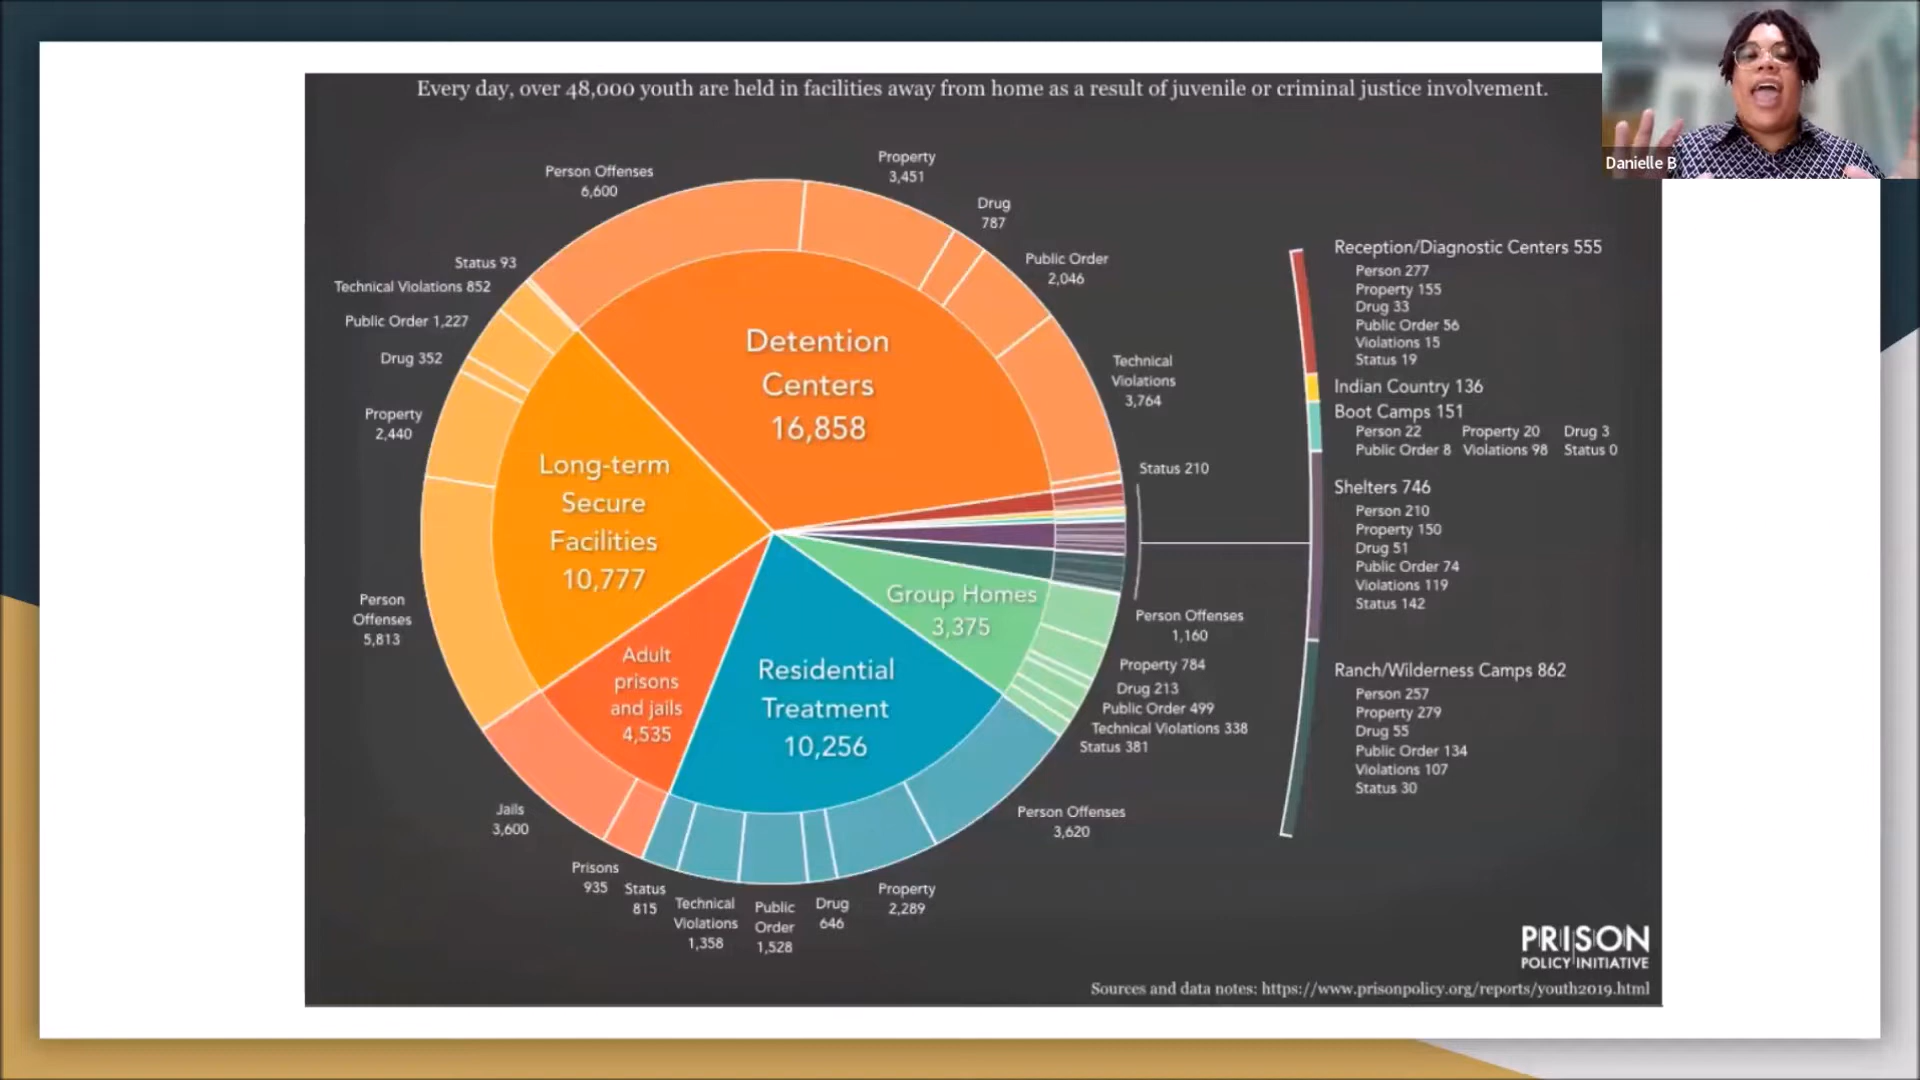 Every day, over 48,000 youth are held in facilities away from home as a result of juvenile or criminal justice involvement.
Danielle B
Person Offenses
6,600
Property
3,451
Drug
787
Public Order
2,046
Technical
Violations
3,764
Status 210
Detention
Centers
16,858
Status 93
Technical Violations 852
Public Order 1,227
Drug 352
Property
2,440
Person
Offenses
5,813
Long-term
Secure
Facilities
10,777
Adult
prisons
and jails
4,535
Jails
3,600
Prisons
935
Residential
Treatment
10,256
Status
815
Technical
Violations
1,358
Public
Order
1,528
Drug
646
Property
2,289
Person Offenses
3,620
Group Homes
3,375
Person Offenses
1,160
Property 784
Drug 213
Public Order 499
Technical Violations 338
Status 381
Reception/Diagnostic Centers 555
Person 277
Property 155
Drug 33
Public Order 56
Violations 15
Status 19
Indian Country 136
Boot Camps 151
Person 22 Property 20 Drug 3
Public Order 8 Violations 98 Status 0
Shelters 746
Person 210
Property 150
Drug 51
Public Order 74
Violations 119
Status 142
Ranch/Wilderness Camps 862
Person 257
Property 279
Drug 55
Public Order 134
Violations 107
Status 30
PRISON
POLICY INITIATIVE
Sources and data notes: https://www.prisonpolicy.org/reports/youth2019.html